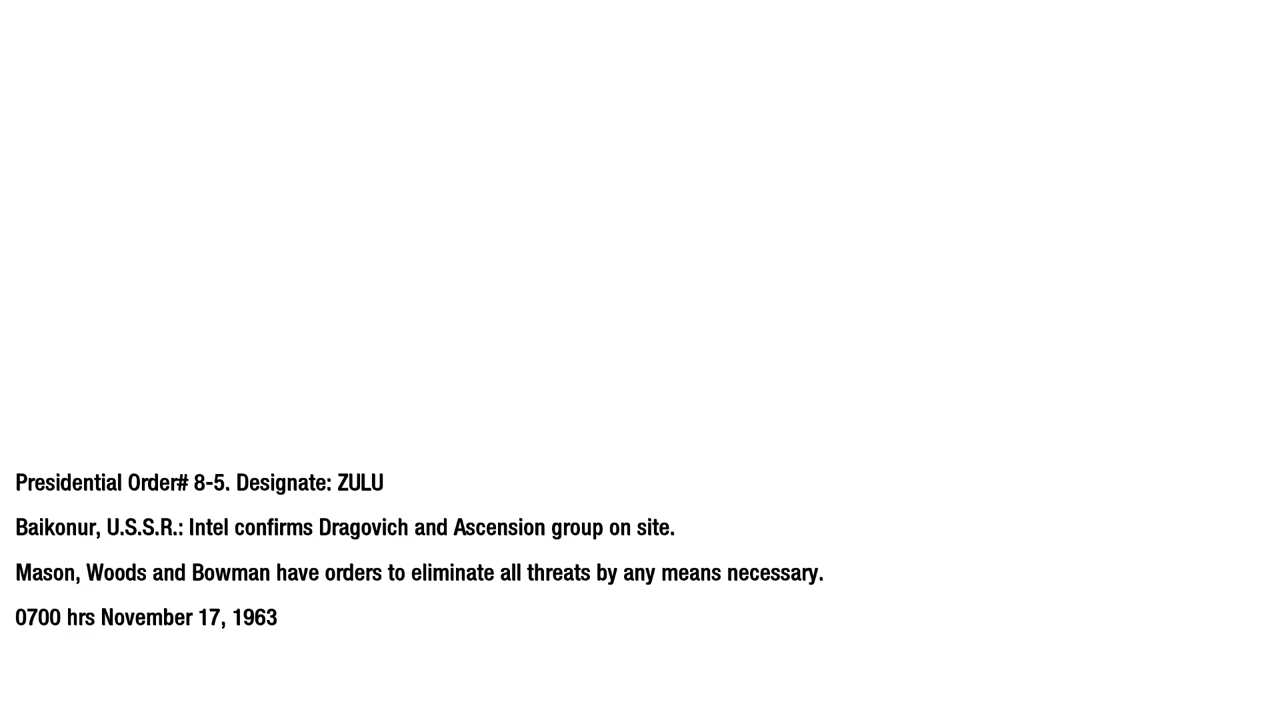 Presidential Order# 8-5. Designate: ZULU
Baikonur, U.S.S.R.: Intel confirms Dragovich and Ascension group on site.
Mason, Woods and Bowman have orders to eliminate all threats by any means necessary.
0700 hrs November 17, 1963